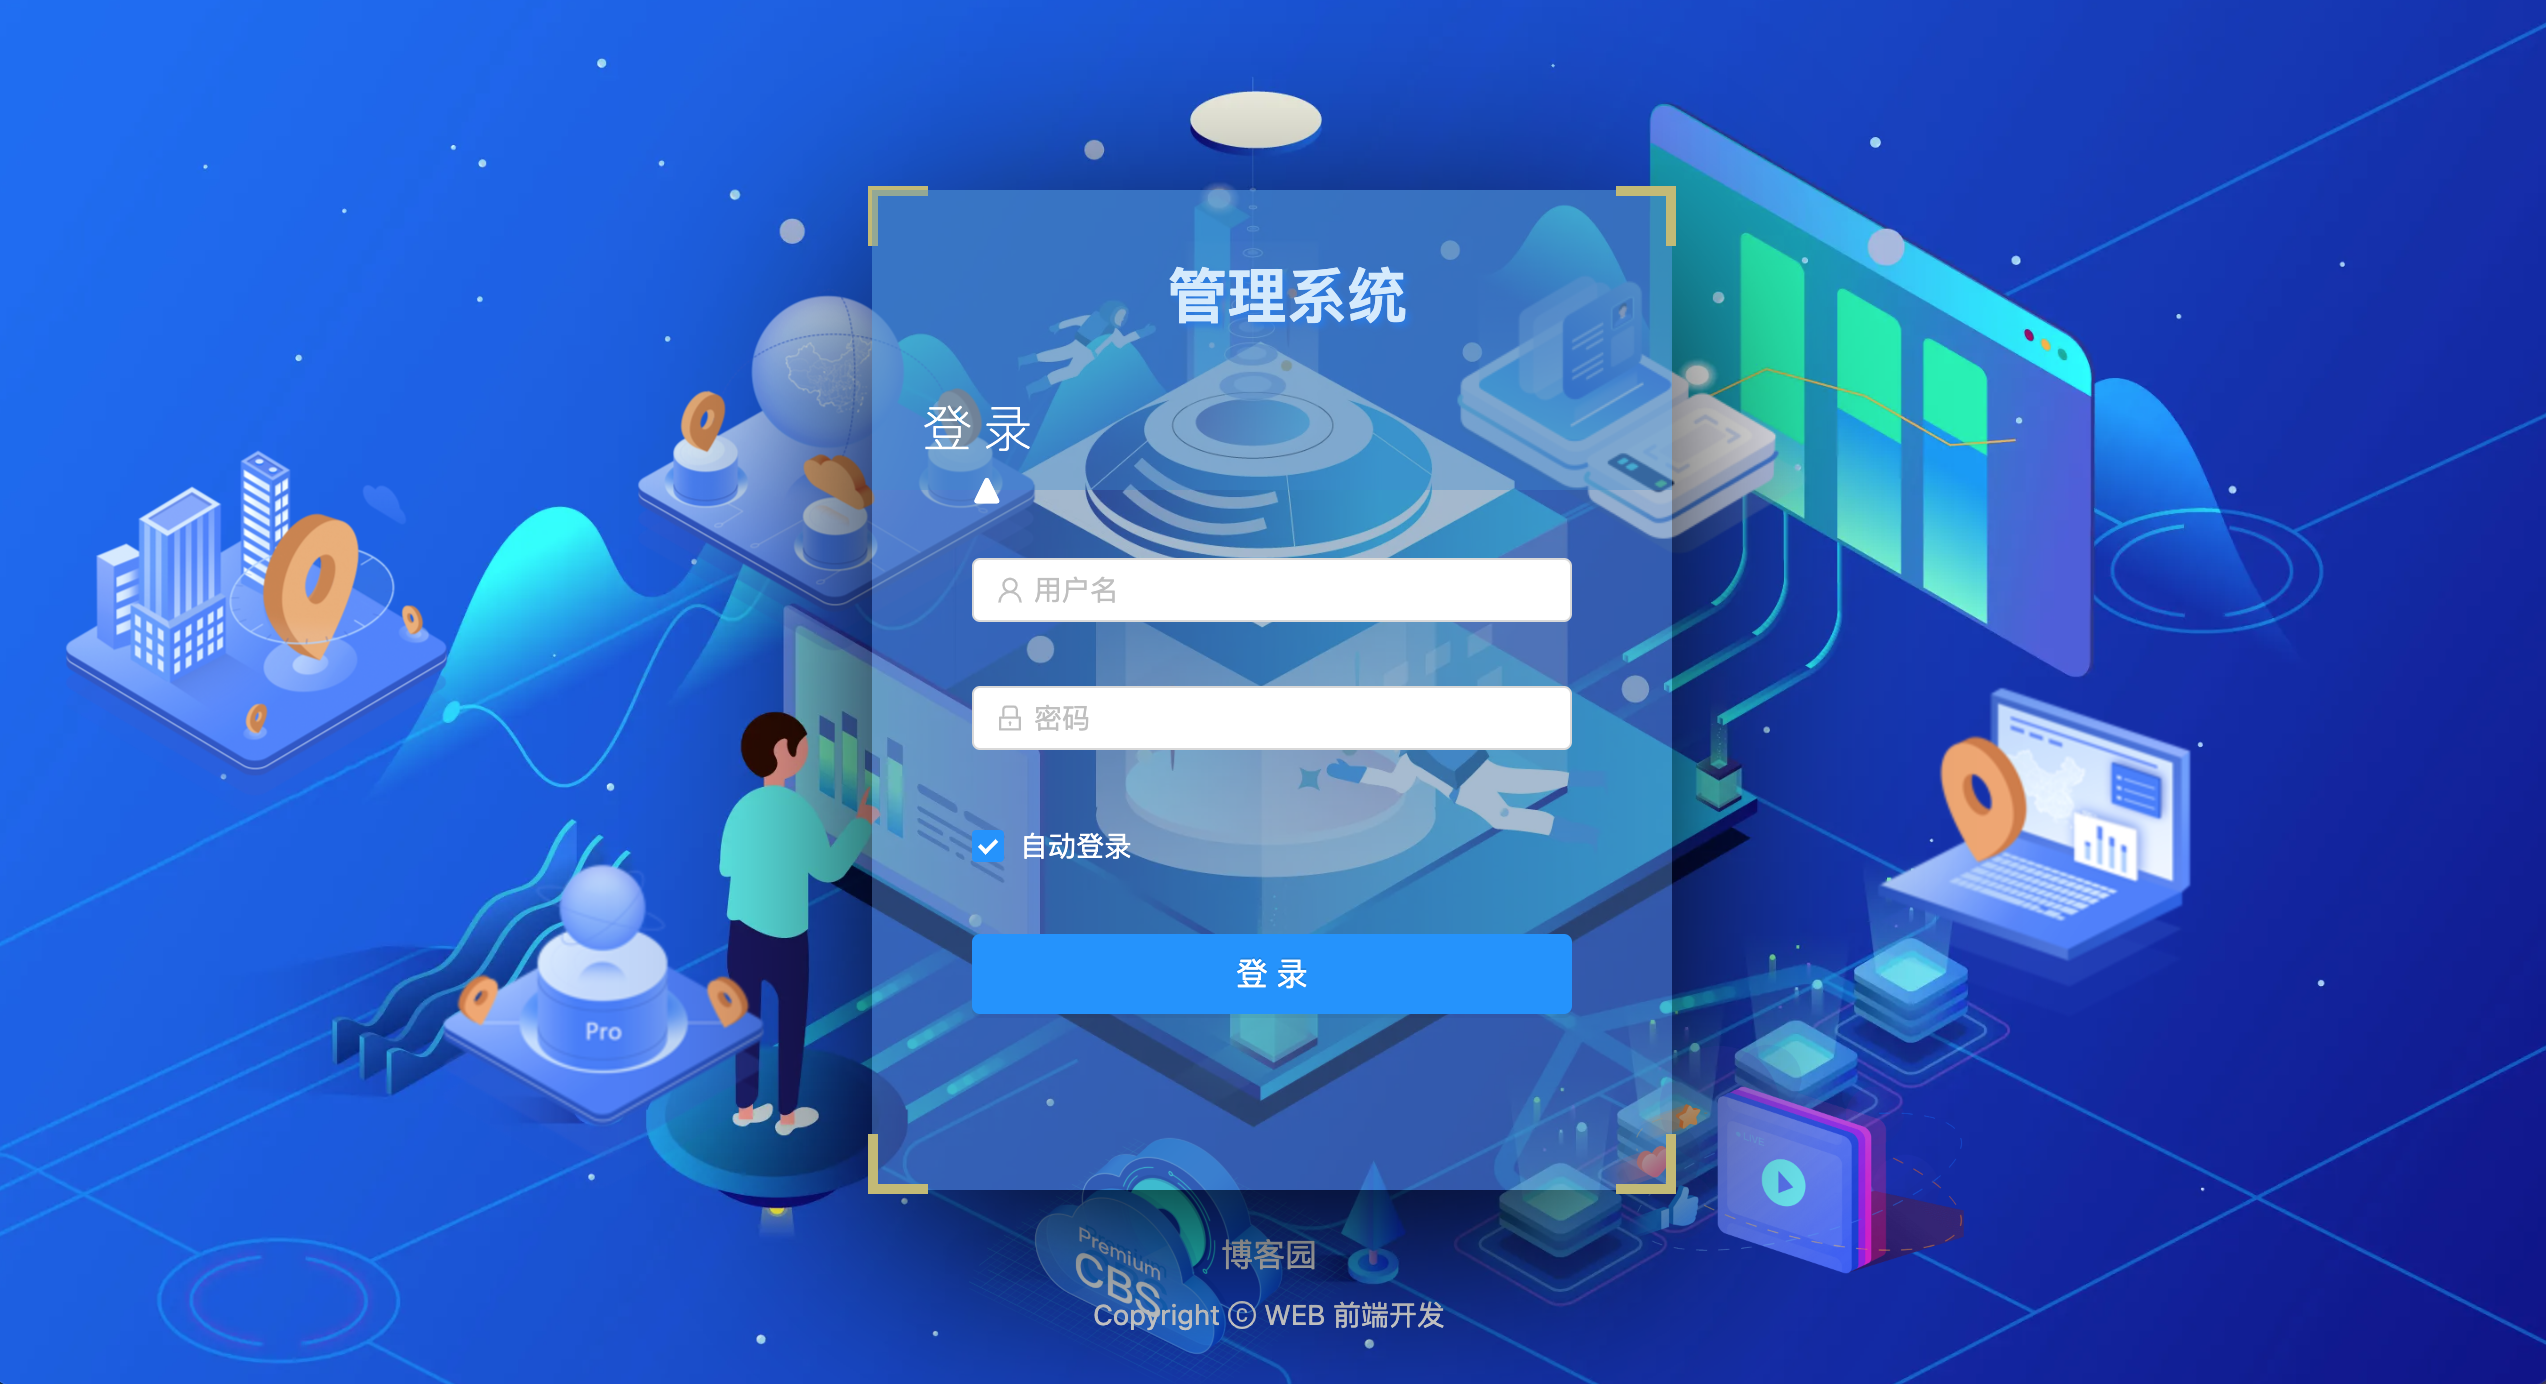 管理系统
登 录
用户名
密码
自动登录
登 录
Pro
LIVE
Premium
CBS
博客园
Copyright © WEB 前端开发